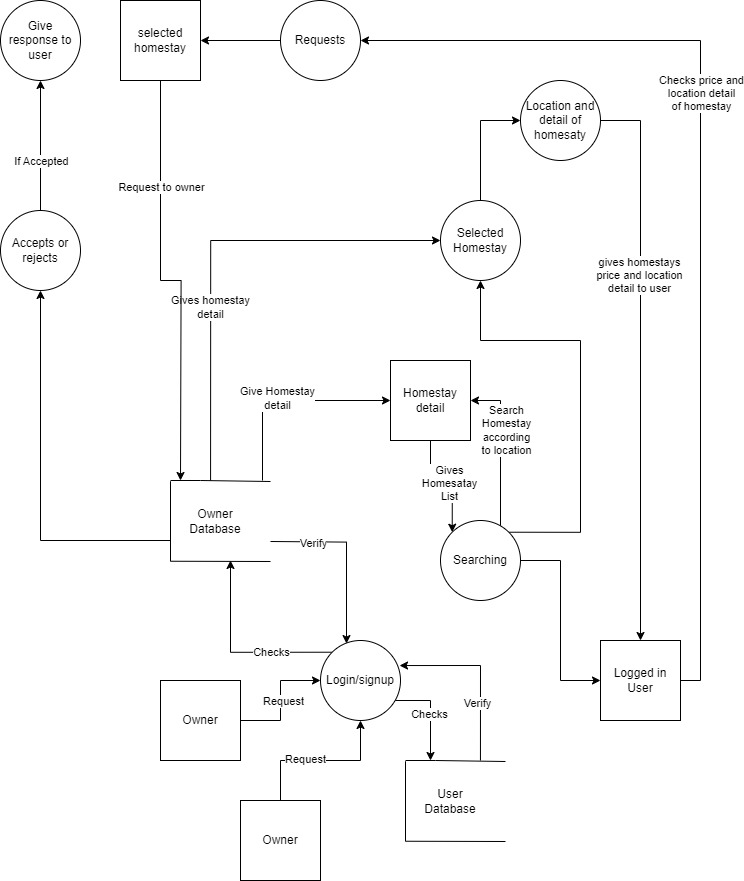 Give
response to
user
selected
homestay
Requests
Checks price and
location detail
of homestay
Location and
detail of
homesaty
If Accepted
Request to owner
Accepts or
rejects
Selected
Homestay
gives homestays
price and location
detail to user
Gives homestay
detail
Give Homestay
detail
Homestay
detail
Search
Homestay
according
to location
Gives
Homesatay
List
Owner
Database
Verify
Searching
Checks
Login/signup
Logged in
User
Owner
Request
Checks
Verify
Request
User
Database
Owner